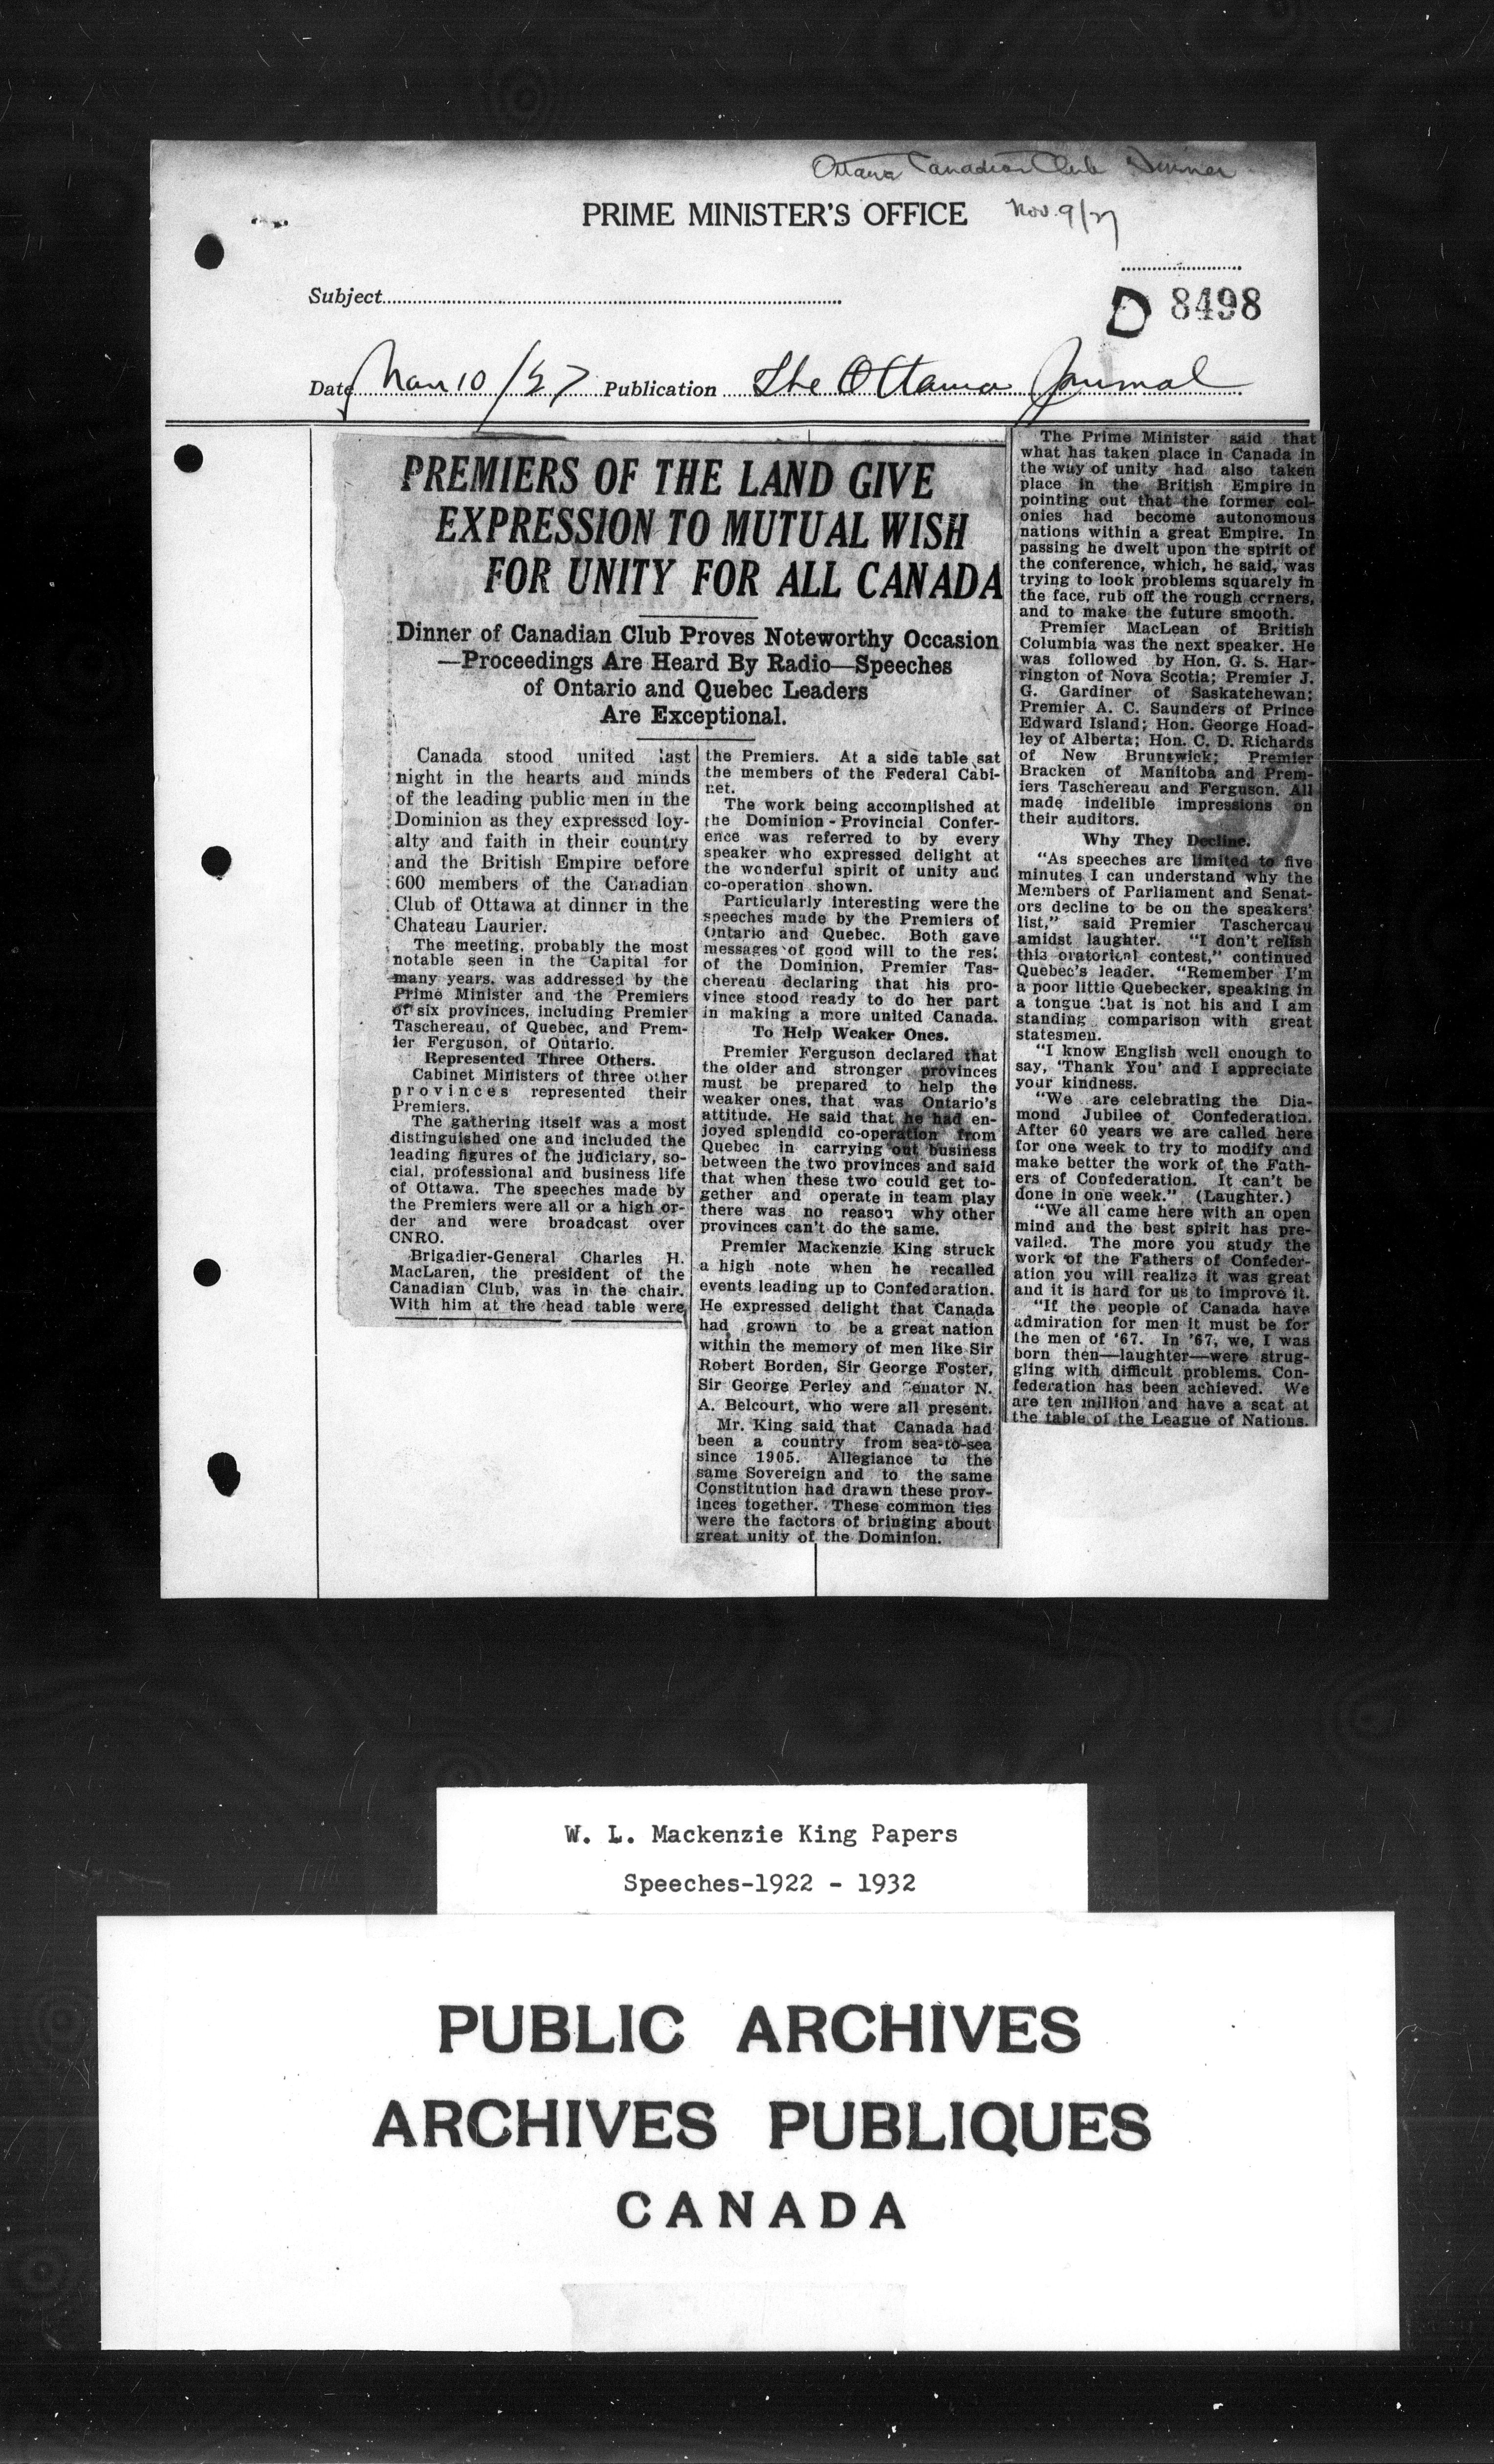 Ottawa Canadian Club Dinner
PRIME MINISTER'S OFFICE
Nov. 9/27
Subject
D 8498
Date Nov 10/27 Publication The Ottawa Journal
PREMIERS OF THE LAND GIVE
EXPRESSION TO MUTUAL WISH
FOR UNITY FOR ALL CANADA
Dinner of Canadian Club Proves Noteworthy Occasion
—Proceedings Are Heard By Radio—Speeches
of Ontario and Quebec Leaders
Are Exceptional.
Canada stood united last
night in the hearts and minds
of the leading public men in the
Dominion as they expressed loy-
alty and faith in their country
and the British Empire before
600 members of the Canadian
Club of Ottawa at dinner in the
Chateau Laurier.
The meeting, probably the most
notable seen in the Capital for
many years, was addressed by the
Prime Minister and the Premiers
of six provinces, including Premier
Taschereau, of Quebec, and Prem-
ier Ferguson, of Ontario.
Represented Three Others.
Cabinet Ministers of three other
provinces represented their
Premiers.
The gathering itself was a most
distinguished one and included the
leading figures of the judiciary, so-
cial, professional and business life
of Ottawa. The speeches made by
the Premiers were all or a high or-
der and were broadcast over
CNRO.
Brigadier-General Charles H.
MacLaren, the president of the
Canadian Club, was in the chair.
With him at the head table were
the Premiers. At a side table sat
the members of the Federal Cabi-
net.
The work being accomplished at
the Dominion-Provincial Confer-
ence was referred to by every
speaker who expressed delight at
the wonderful spirit of unity and
co-operation shown.
Particularly interesting were the
speeches made by the Premiers of
Ontario and Quebec. Both gave
messages of good will to the rest
of the Dominion, Premier Tas-
chereau declaring that his pro-
vince stood ready to do her part
in making a more united Canada.
To Help Weaker Ones.
Premier Ferguson declared that
the older and stronger provinces
must be prepared to help the
weaker ones, that was Ontario's
attitude. He said that he had en-
joyed splendid co-operation from
Quebec in carrying out business
between the two provinces and said
that when these two could get to-
gether and operate in team play
there was no reason why other
provinces can't do the same.
Premier Mackenzie King struck
a high note when he recalled
events leading up to Confederation.
He expressed delight that Canada
had grown to be a great nation
within the memory of men like Sir
Robert Borden, Sir George Foster,
Sir George Perley and Senator N.
A. Belcourt, who were all present.
Mr. King said that Canada had
been a country from sea-to-sea
since 1905. Allegiance to the
same Sovereign and to the same
Constitution had drawn these prov-
inces together. These common ties
were the factors of bringing about
great unity of the Dominion.
The Prime Minister said that
what has taken place in Canada in
the way of unity had also taken
place in the British Empire in
pointing out that the former col-
onies had become autonomous
nations within a great Empire. In
passing he dwelt upon the spirit of
the conference, which, he said, was
trying to look problems squarely in
the face, rub off the rough corners,
and to make the future smooth.
Premier MacLean of British
Columbia was the next speaker. He
was followed by Hon. G. S. Har-
rington of Nova Scotia; Premier J.
G. Gardiner of Saskatchewan;
Premier A. C. Saunders of Prince
Edward Island; Hon. George Hoad-
ley of Alberta; Hon. C. D. Richards
of New Brunswick; Premier
Bracken of Manitoba and Prem-
iers Taschereau and Ferguson. All
made indelible impressions on
their auditors.
Why They Decline.
"As speeches are limited to five
minutes I can understand why the
Members of Parliament and Senat-
ors decline to be on the speakers'
list," said Premier Taschereau
amidst laughter. "I don't relish
this oratorical contest," continued
Quebec's leader. "Remember I'm
a poor little Quebecker, speaking in
a tongue that is not his and I am
standing comparison with great
statesmen.
"I know English well enough to
say, 'Thank You' and I appreciate
your kindness.
"We are celebrating the Dia-
mond Jubilee of Confederation.
After 60 years we are called here
for one week to try to modify and
make better the work of the Fath-
ers of Confederation. It can't be
done in one week." (Laughter.)
"We all came here with an open
mind and the best spirit has pre-
vailed. The more you study the
work of the Fathers of Confeder-
ation you will realize it was great
and it is hard for us to improve it.
"If the people of Canada have
admiration for men it must be for
the men of '67. In '67, we, I was
born then—laughter—were strug-
gling with difficult problems. Con-
federation has been achieved. We
are ten million and have a seat at
the table of the League of Nations.
W. L. Mackenzie King Papers
Speeches-1922 - 1932
PUBLIC ARCHIVES
ARCHIVES PUBLIQUES
CANADA